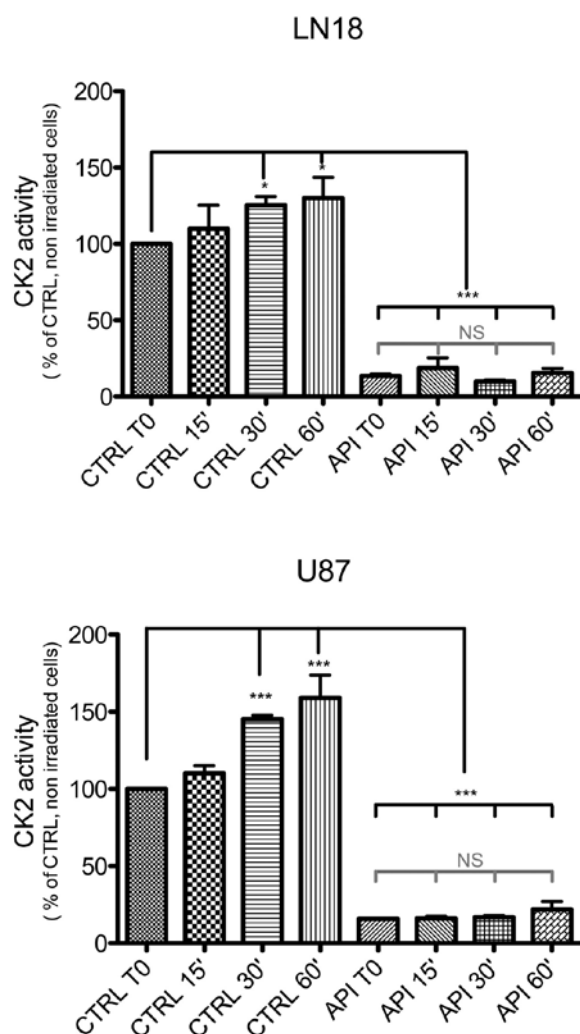 LN18
CK2 activity
( % of CTRL, non irradiated cells)
200
150
100
50
0
*
*
***
NS
CTRL T0
CTRL 15'
CTRL 30'
CTRL 60'
API T0
API 15'
API 30'
API 60'
U87
CK2 activity
( % of CTRL, non irradiated cells)
200
150
100
50
0
***
***
***
NS
CTRL T0
CTRL 15'
CTRL 30'
CTRL 60'
API T0
API 15'
API 30'
API 60'